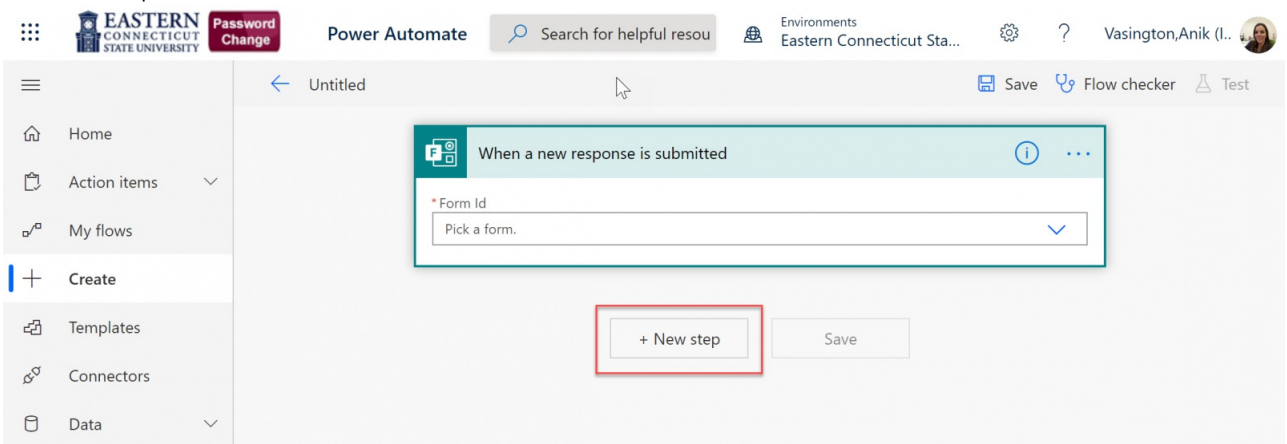 EASTERN
CONNECTICUT
STATE UNIVERSITY
Password
Change
Power Automate
Search for helpful resou
Environments
Eastern Connecticut Sta...
?
Vasington,Anik (I..
Untitled
Save
Flow checker
Test
Home
Action items
My flows
Create
Templates
Connectors
Data
F
When a new response is submitted
i
...
* Form Id
Pick a form.
+ New step
Save